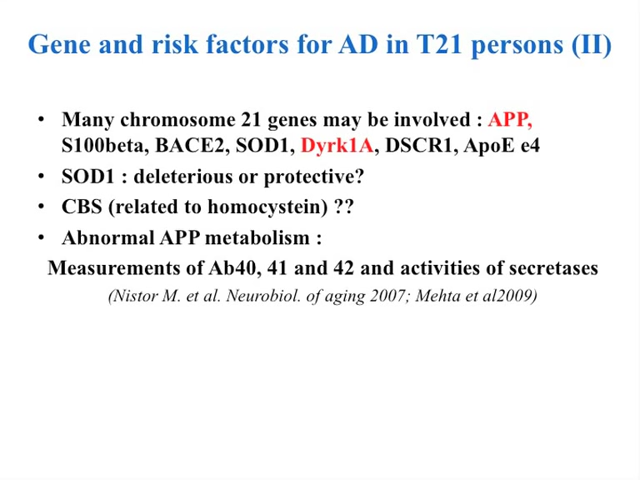 Gene and risk factors for AD in T21 persons (II)
• Many chromosome 21 genes may be involved : APP,
S100beta, BACE2, SOD1, Dyrk1A, DSCR1, ApoE e4
• SOD1 : deleterious or protective?
• CBS (related to homocystein) ??
• Abnormal APP metabolism :
Measurements of Ab40, 41 and 42 and activities of secretases
(Nistor M. et al. Neurobiol. of aging 2007; Mehta et al2009)